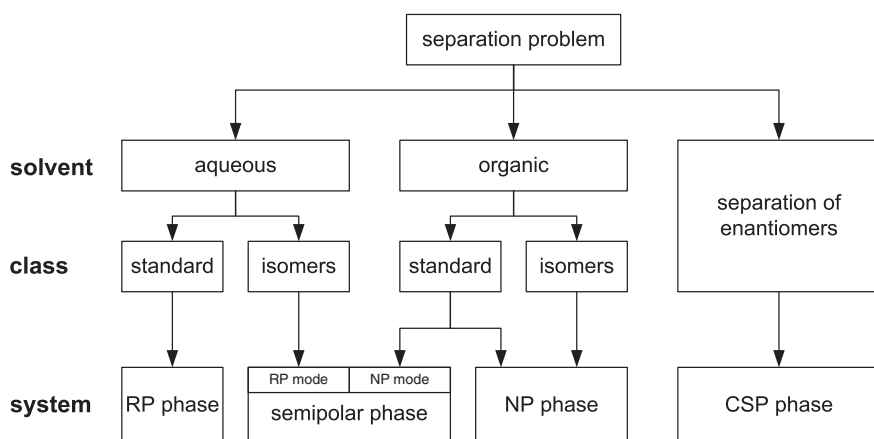 separation problem
solvent
aqueous
organic
separation of
enantiomers
class
standard
isomers
standard
isomers
system
RP phase
RP mode
NP mode
semipolar phase
NP phase
CSP phase